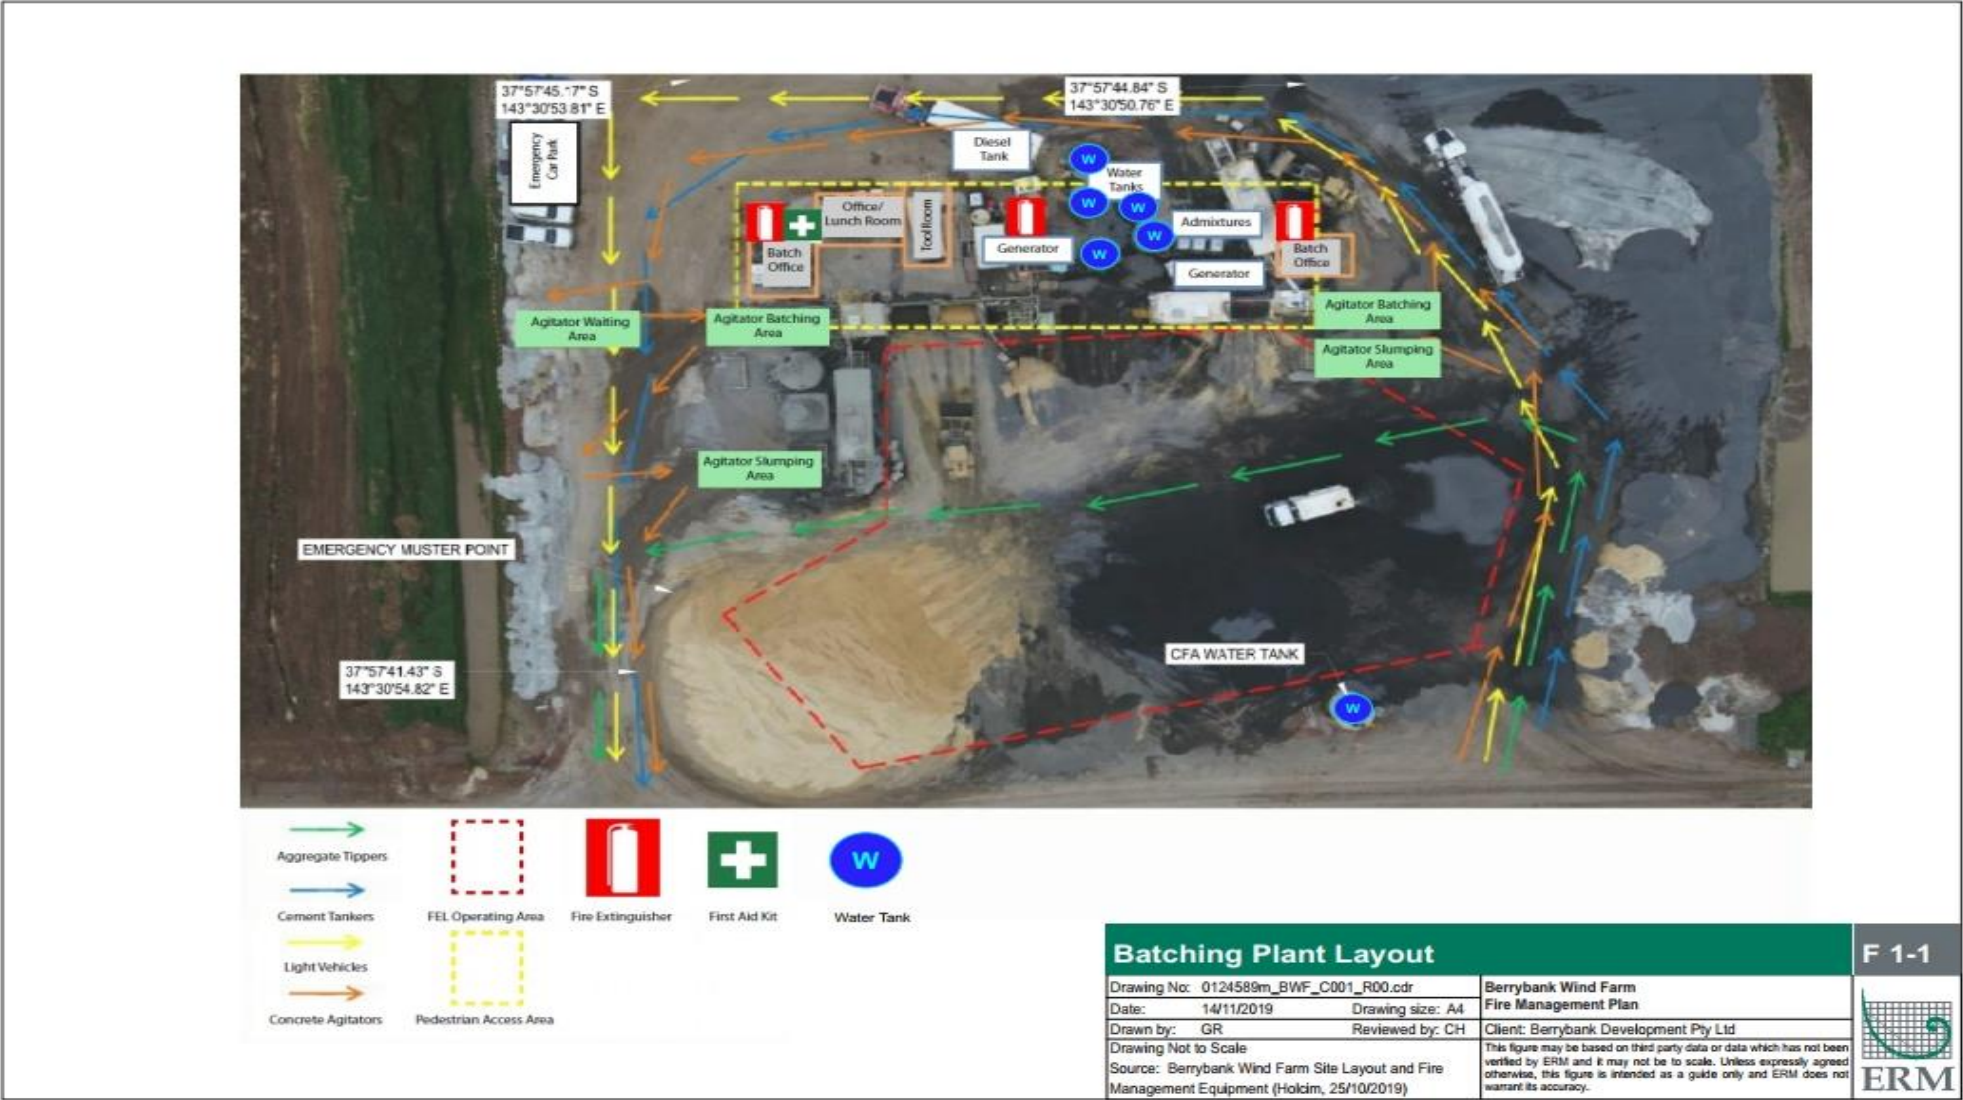 37°57'45.17" S
143°30'53.81" E
37°57'44.84" S
143°30'50.76" E
Emergency
Car Park
Diesel
Tank
W
Water
Tanks
W
W
W
W
Office/
Lunch Room
Tool Room
Admixtures
Generator
Generator
Batch
Office
Batch
Office
Agitator Waiting
Area
Agitator Batching
Area
Agitator Batching
Area
Agitator Slumping
Area
Agitator Slumping
Area
EMERGENCY MUSTER POINT
37°57'41.43" S
143°30'54.82" E
CFA WATER TANK
W
Aggregate Tippers
Cement Tankers
Light Vehicles
Concrete Agitators
FEL Operating Area
Pedestrian Access Area
Fire Extinguisher
First Aid Kit
W
Water Tank
Batching Plant Layout
F 1-1
Drawing No: 0124589m_BWF_C001_R00.cdr
Date: 14/11/2019 Drawing size: A4
Drawn by: GR Reviewed by: CH
Drawing Not to Scale
Source: Berrybank Wind Farm Site Layout and Fire
Management Equipment (Holcim, 25/10/2019)
Berrybank Wind Farm
Fire Management Plan
Client: Berrybank Development Pty Ltd
This figure may be based on third party data or data which has not been
verified by ERM and it may not be to scale. Unless expressly agreed
otherwise, this figure is intended as a guide only and ERM does not
warrant its accuracy.
ERM